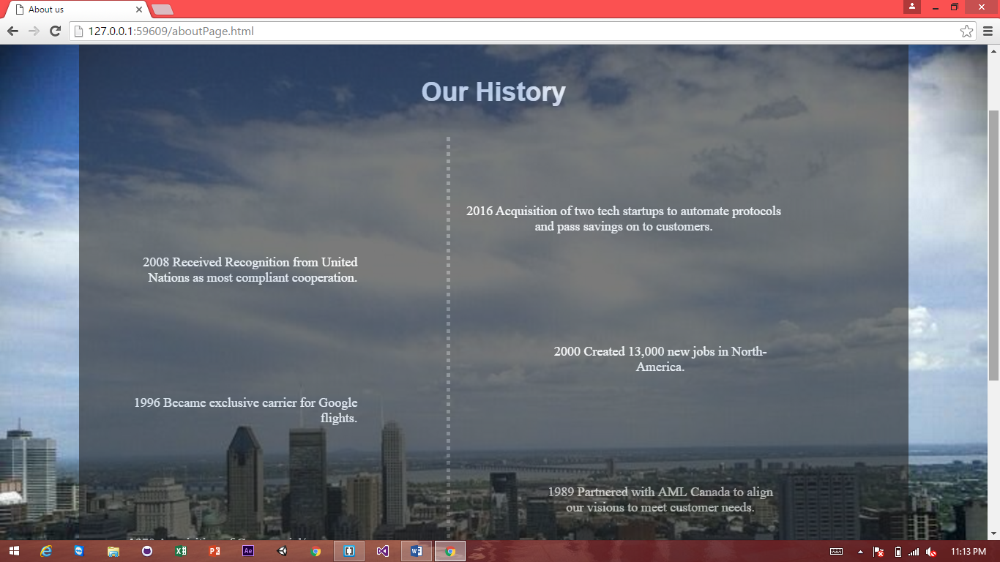 About us
127.0.0.1:59609/aboutPage.html
Our History
2016 Acquisition of two tech startups to automate protocols
and pass savings on to customers.
2008 Received Recognition from United
Nations as most compliant cooperation.
2000 Created 13,000 new jobs in North-
America.
1996 Became exclusive carrier for Google
flights.
1989 Partnered with AML Canada to align
our visions to meet customer needs.
11:13 PM